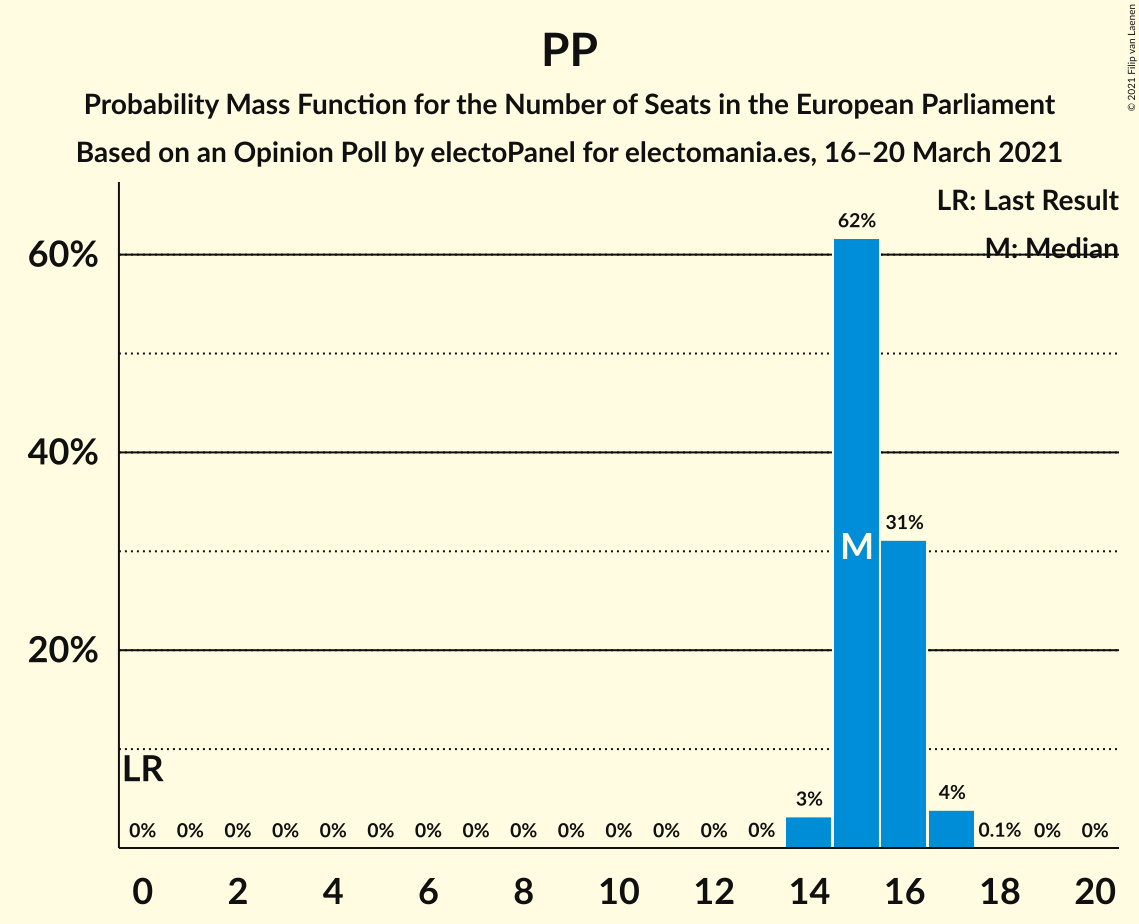 PP
Probability Mass Function for the Number of Seats in the European Parliament
Based on an Opinion Poll by electoPanel for electomania.es, 16–20 March 2021
© 2021 Filip van Laenen
LR: Last Result
M: Median
60%
40%
20%
62%
31%
M
LR
3%
4%
0% 0% 0% 0% 0% 0% 0% 0% 0% 0% 0% 0% 0% 0% 0.1% 0% 0%
0 2 4 6 8 10 12 14 16 18 20